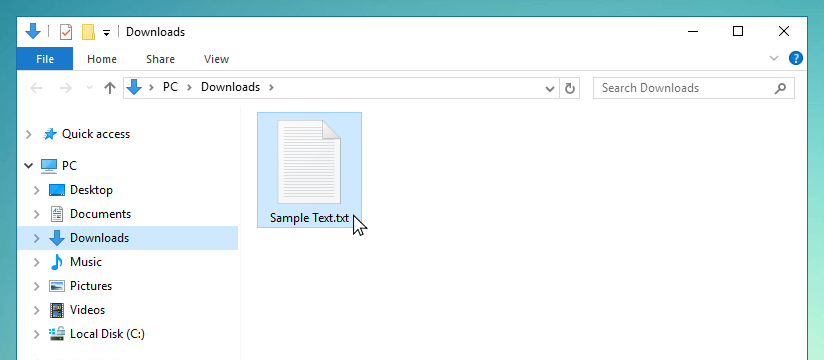 Downloads
File Home Share View
PC Downloads
Search Downloads
Quick access
PC
Desktop
Documents
Downloads
Music
Pictures
Videos
Local Disk (C:)
Sample Text.txt